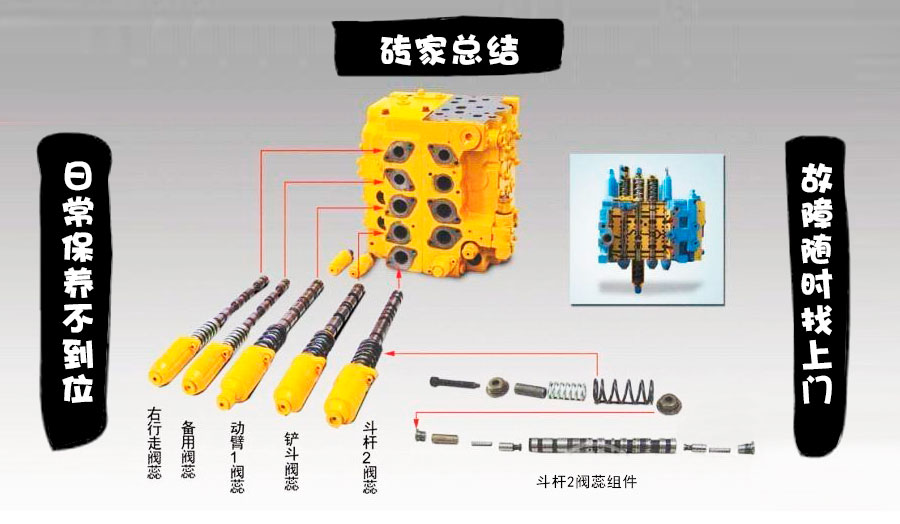 砖家总结
日常保养不到位
故障随时找上门
右行走阀蕊
备用阀蕊
动臂1阀蕊
铲斗阀蕊
斗杆2阀蕊
斗杆2阀蕊组件